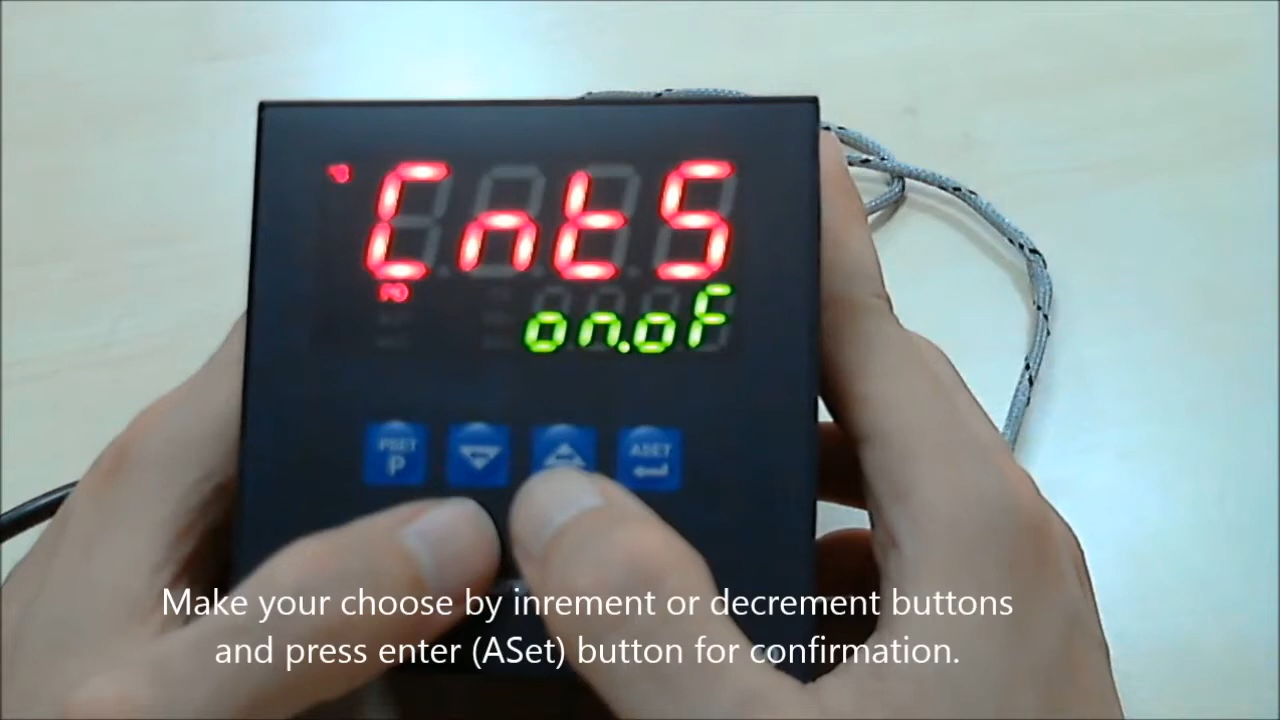 °CntS
on.oF
PSET
P
ASET
Make your choose by inrement or decrement buttons
and press enter (ASet) button for confirmation.